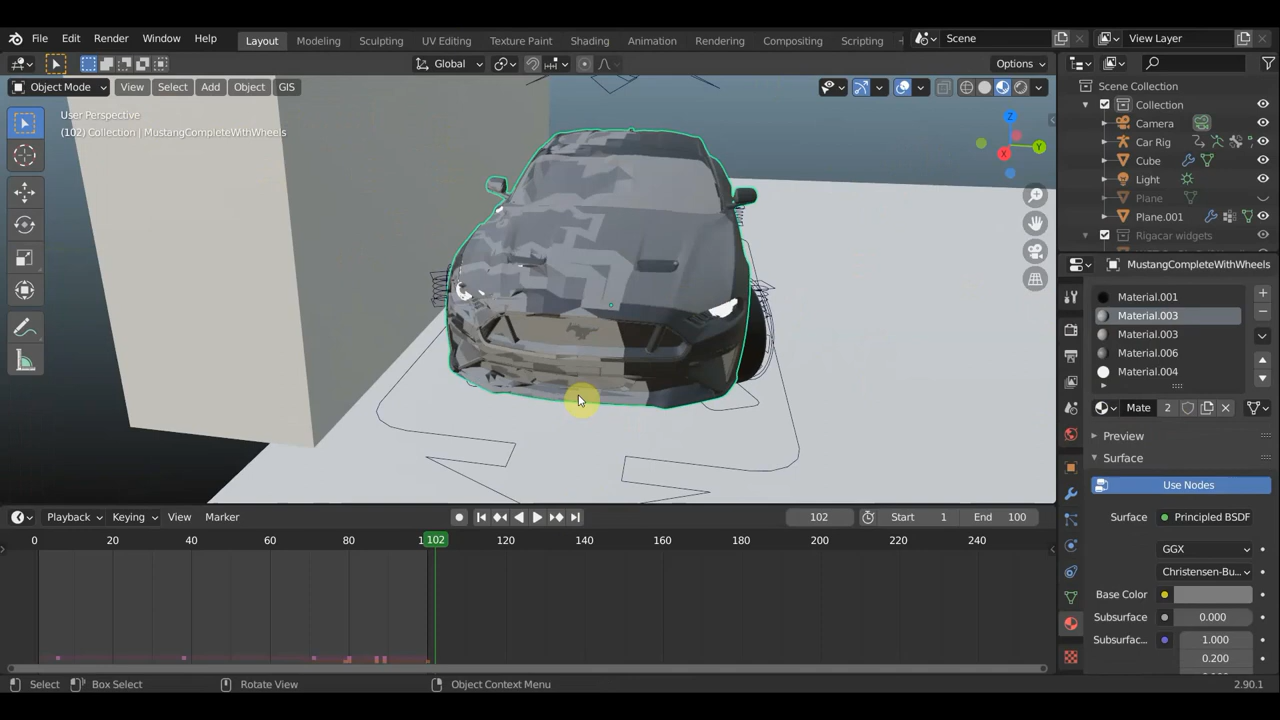 File Edit Render Window Help Layout Modeling Sculpting UV Editing Texture Paint Shading Animation Rendering Compositing Scripting + Scene View Layer
Global Options
Object Mode View Select Add Object GIS
User Perspective
(102) Collection | MustangCompleteWithWheels
Z
Y
X
Scene Collection
Collection
Camera
Car Rig
Cube
Light
Plane
Plane.001
Rigacar widgets
MustangCompleteWithWheels
Material.001
Material.003
Material.003
Material.006
Material.004
Mate 2
Preview
Surface
Use Nodes
Surface Principled BSDF
GGX
Christensen-Bu...
Base Color
Subsurface 0.000
Subsurfac... 1.000
0.200
Playback Keying View Marker 102 Start 1 End 100
0 20 40 60 80 102 120 140 160 180 200 220 240
Select Box Select Rotate View Object Context Menu 2.90.1